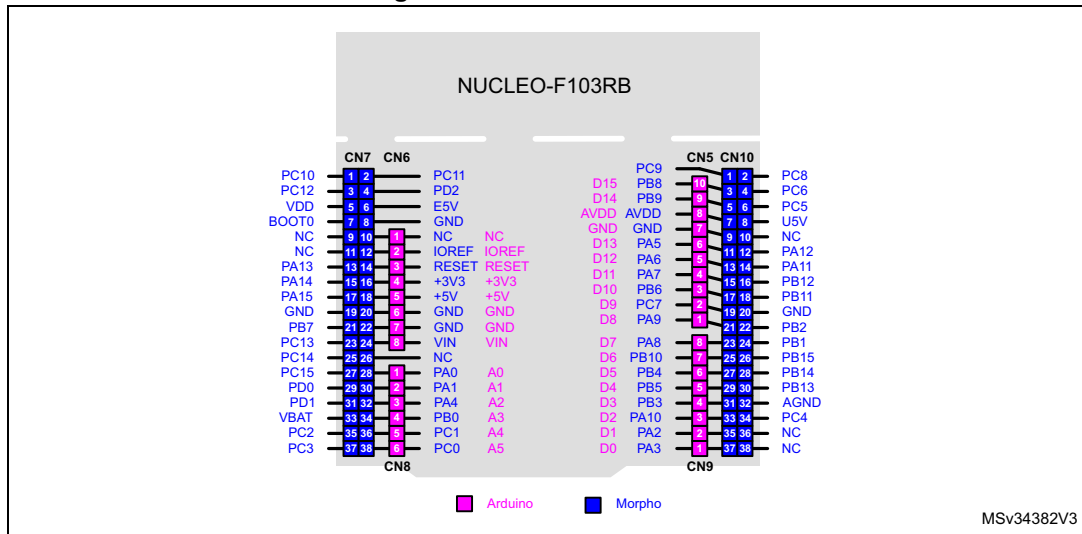 NUCLEO-F103RB
CN7 CN6 CN5 CN10
PC9
PC10 1 2 PC11 1 2 PC8
PC12 3 4 PD2 D15 PB8 10 3 4 PC6
VDD 5 6 E5V D14 PB9 9 5 6 PC5
BOOT0 7 8 GND AVDD AVDD 8 7 8 U5V
NC 9 10 1 NC NC GND GND 7 9 10 NC
NC 11 12 2 IOREF IOREF D13 PA5 6 11 12 PA12
PA13 13 14 3 RESET RESET D12 PA6 5 13 14 PA11
PA14 15 16 4 +3V3 +3V3 D11 PA7 4 15 16 PB12
PA15 17 18 5 +5V +5V D10 PB6 3 17 18 PB11
GND 19 20 6 GND GND D9 PC7 2 19 20 GND
PB7 21 22 7 GND GND D8 PA9 1 21 22 PB2
PC13 23 24 8 VIN VIN D7 PA8 8 23 24 PB1
PC14 25 26 NC D6 PB10 7 25 26 PB15
PC15 27 28 1 PA0 A0 D5 PB4 6 27 28 PB14
PD0 29 30 2 PA1 A1 D4 PB5 5 29 30 PB13
PD1 31 32 3 PA4 A2 D3 PB3 4 31 32 AGND
VBAT 33 34 4 PB0 A3 D2 PA10 3 33 34 PC4
PC2 35 36 5 PC1 A4 D1 PA2 2 35 36 NC
PC3 37 38 6 PC0 A5 D0 PA3 1 37 38 NC
CN8 CN9
Arduino Morpho
MSv34382V3